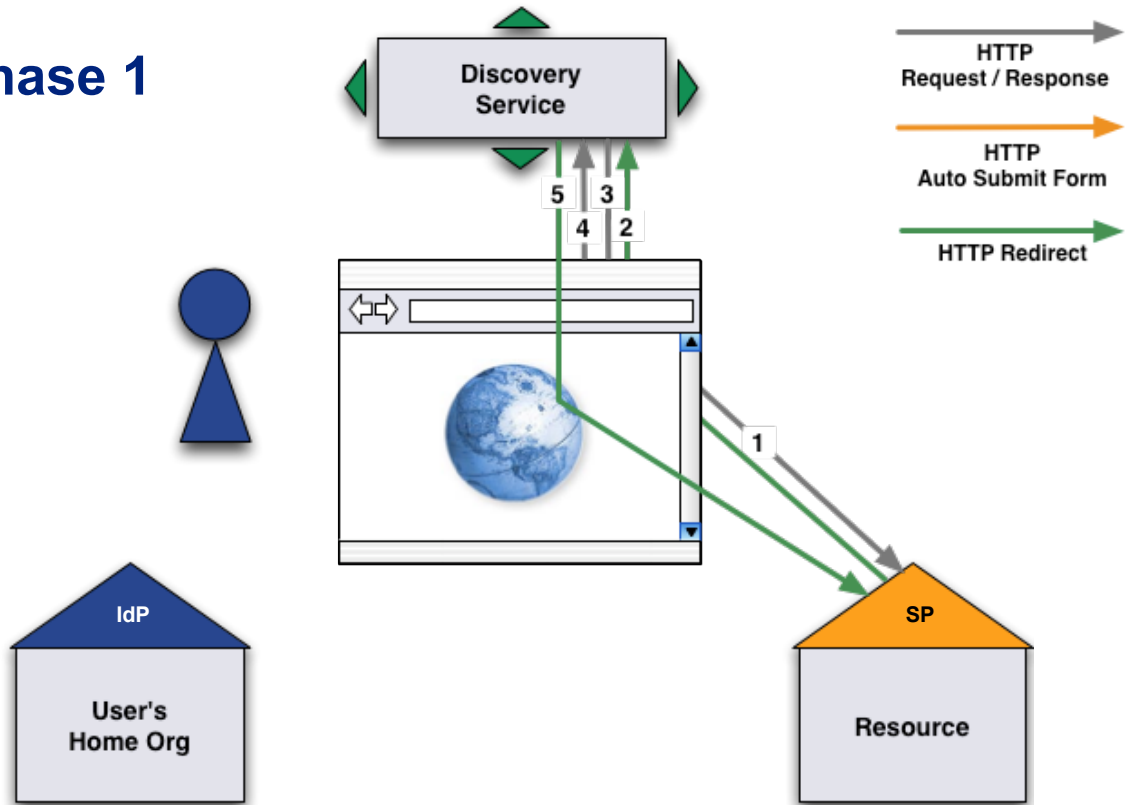 hase 1
Discovery
Service
HTTP
Request / Response
HTTP
Auto Submit Form
HTTP Redirect
5
3
4
2
1
IdP
User's
Home Org
SP
Resource